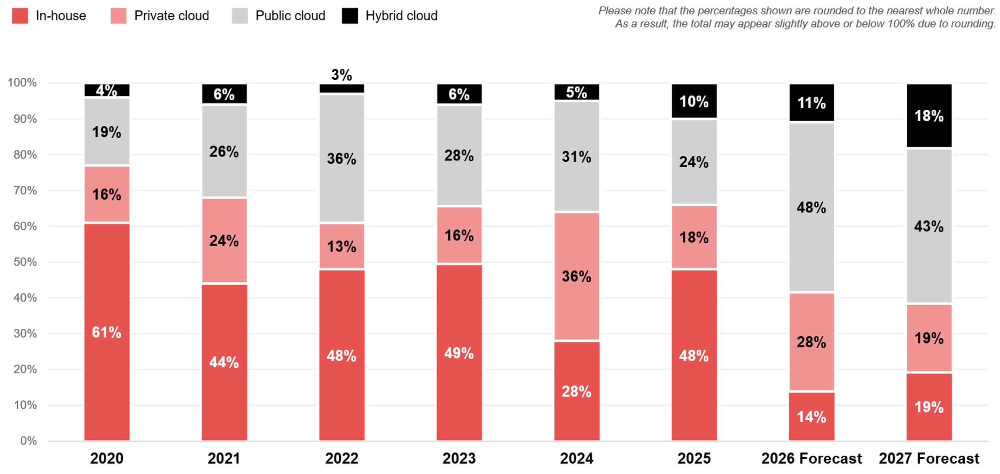 In-house Private cloud Public cloud Hybrid cloud
Please note that the percentages shown are rounded to the nearest whole number.
As a result, the total may appear slightly above or below 100% due to rounding.
3%
100% 4% 6% 6% 5% 10% 11% 18%
90%
19% 26% 36% 28% 31% 24% 48% 43%
80%
70%
16% 24% 13% 16% 36% 18% 28% 19%
60%
50%
40%
30%
61% 44% 48% 49% 28% 48% 14% 19%
20%
10%
0%
2020 2021 2022 2023 2024 2025 2026 Forecast 2027 Forecast